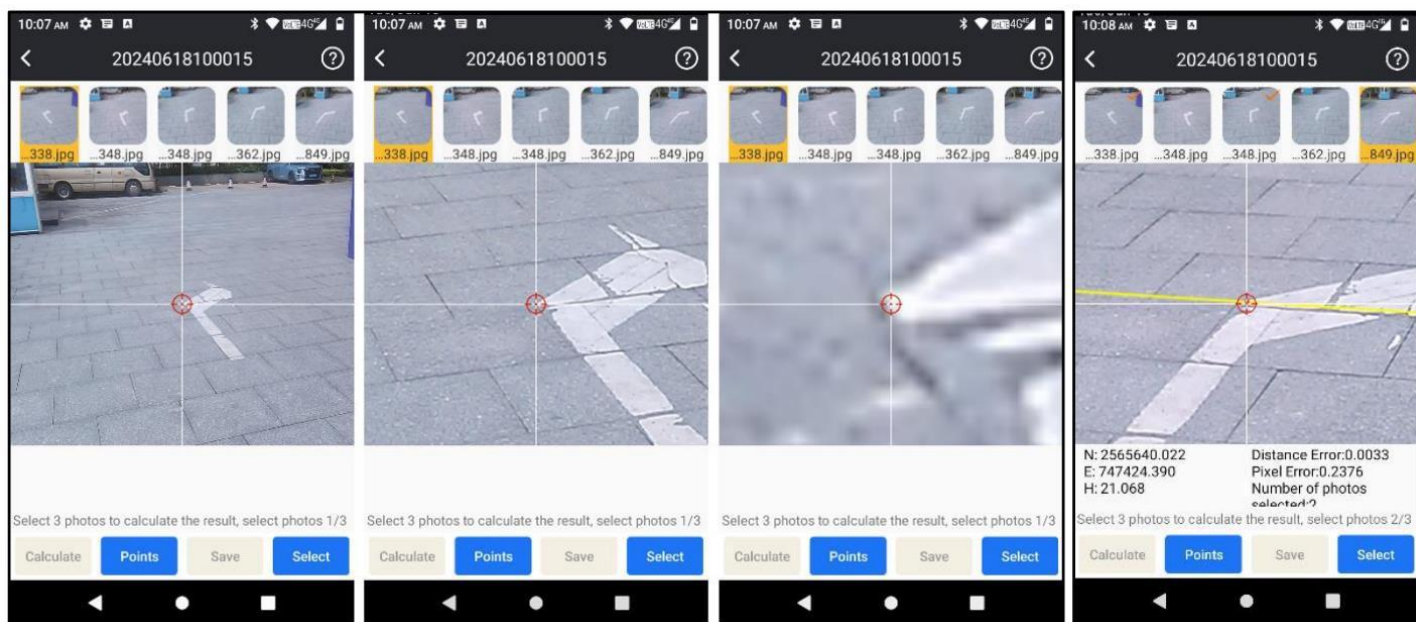 10:07 AM
20240618100015
...338.jpg ...348.jpg ...348.jpg ...362.jpg ...849.jpg
Select 3 photos to calculate the result, select photos 1/3
Calculate Points Save Select
10:07 AM
20240618100015
...338.jpg ...348.jpg ...348.jpg ...362.jpg ...849.jpg
Select 3 photos to calculate the result, select photos 1/3
Calculate Points Save Select
10:07 AM
20240618100015
...338.jpg ...348.jpg ...348.jpg ...362.jpg ...849.jpg
Select 3 photos to calculate the result, select photos 1/3
Calculate Points Save Select
10:08 AM
20240618100015
...338.jpg ...348.jpg ...348.jpg ...362.jpg ...849.jpg
N: 2565640.022
E: 747424.390
H: 21.068
Distance Error:0.0033
Pixel Error:0.2376
Number of photos
selected:2
Select 3 photos to calculate the result, select photos 2/3
Calculate Points Save Select